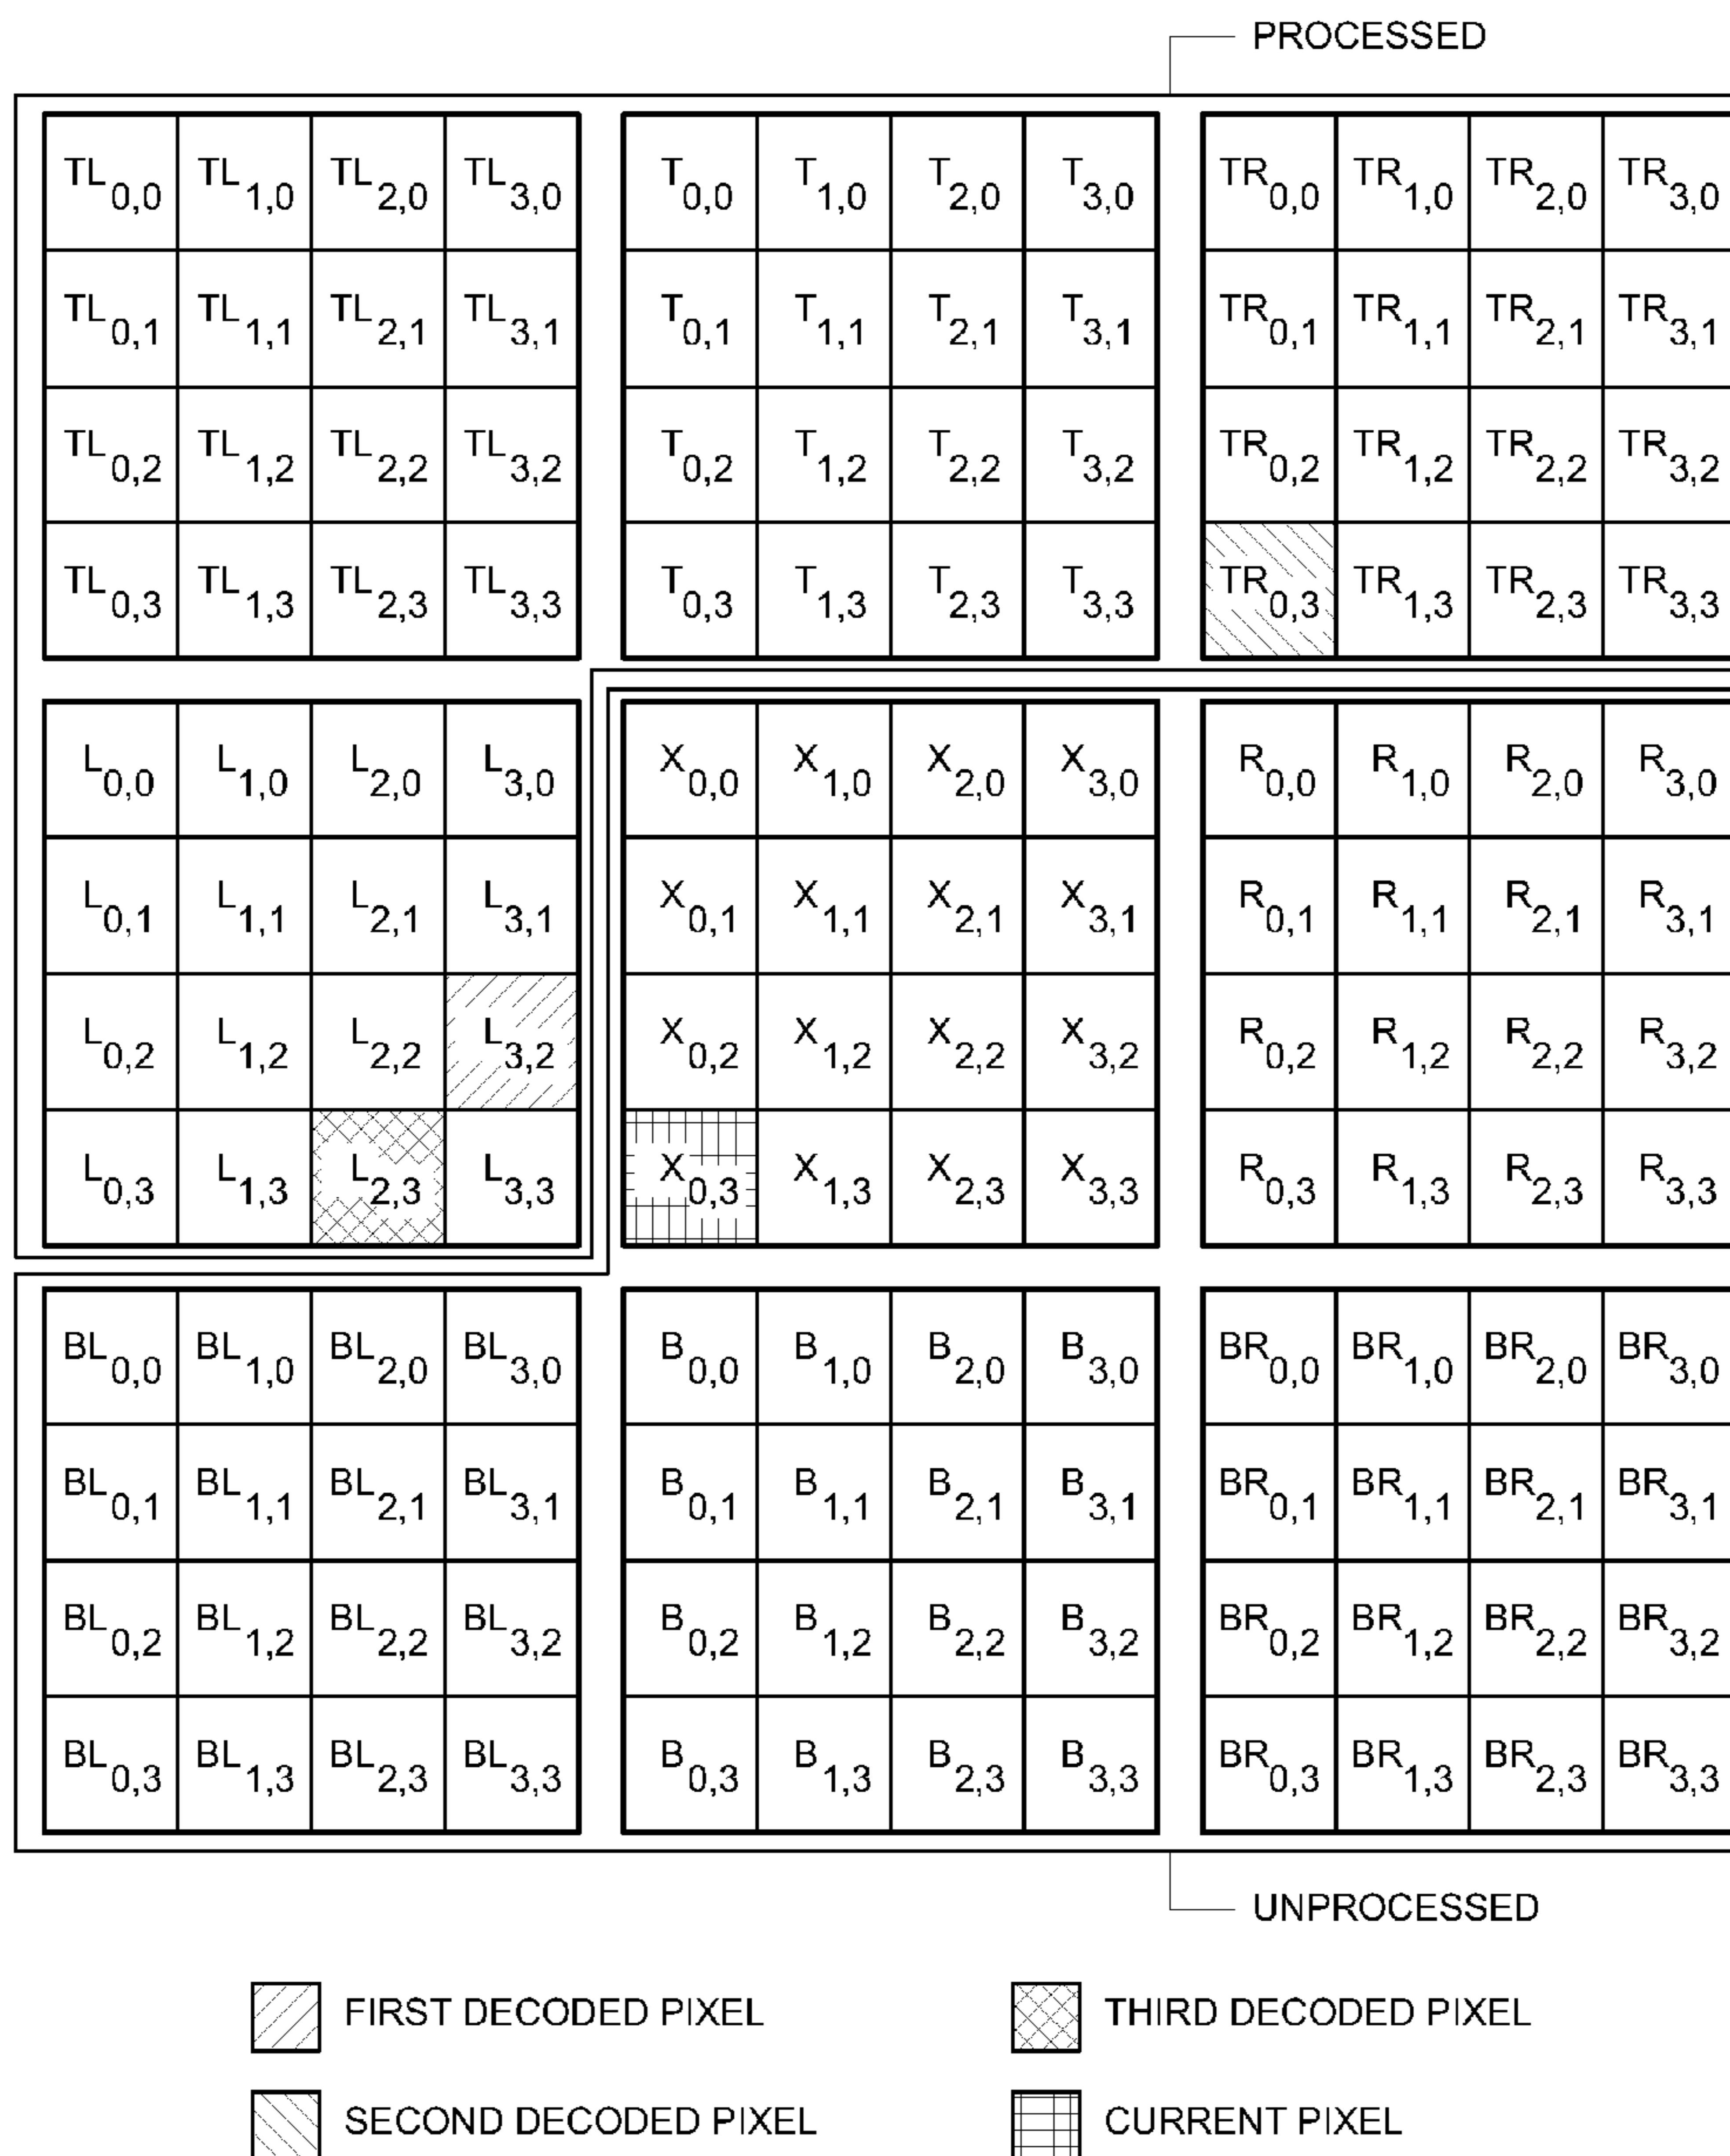 PROCESSED
TL0,0 TL1,0 TL2,0 TL3,0 T0,0 T1,0 T2,0 T3,0 TR0,0 TR1,0 TR2,0 TR3,0
TL0,1 TL1,1 TL2,1 TL3,1 T0,1 T1,1 T2,1 T3,1 TR0,1 TR1,1 TR2,1 TR3,1
TL0,2 TL1,2 TL2,2 TL3,2 T0,2 T1,2 T2,2 T3,2 TR0,2 TR1,2 TR2,2 TR3,2
TL0,3 TL1,3 TL2,3 TL3,3 T0,3 T1,3 T2,3 T3,3 TR0,3 TR1,3 TR2,3 TR3,3
L0,0 L1,0 L2,0 L3,0 X0,0 X1,0 X2,0 X3,0 R0,0 R1,0 R2,0 R3,0
L0,1 L1,1 L2,1 L3,1 X0,1 X1,1 X2,1 X3,1 R0,1 R1,1 R2,1 R3,1
L0,2 L1,2 L2,2 L3,2 X0,2 X1,2 X2,2 X3,2 R0,2 R1,2 R2,2 R3,2
L0,3 L1,3 L2,3 L3,3 X0,3 X1,3 X2,3 X3,3 R0,3 R1,3 R2,3 R3,3
BL0,0 BL1,0 BL2,0 BL3,0 B0,0 B1,0 B2,0 B3,0 BR0,0 BR1,0 BR2,0 BR3,0
BL0,1 BL1,1 BL2,1 BL3,1 B0,1 B1,1 B2,1 B3,1 BR0,1 BR1,1 BR2,1 BR3,1
BL0,2 BL1,2 BL2,2 BL3,2 B0,2 B1,2 B2,2 B3,2 BR0,2 BR1,2 BR2,2 BR3,2
BL0,3 BL1,3 BL2,3 BL3,3 B0,3 B1,3 B2,3 B3,3 BR0,3 BR1,3 BR2,3 BR3,3
UNPROCESSED
FIRST DECODED PIXEL THIRD DECODED PIXEL
SECOND DECODED PIXEL CURRENT PIXEL